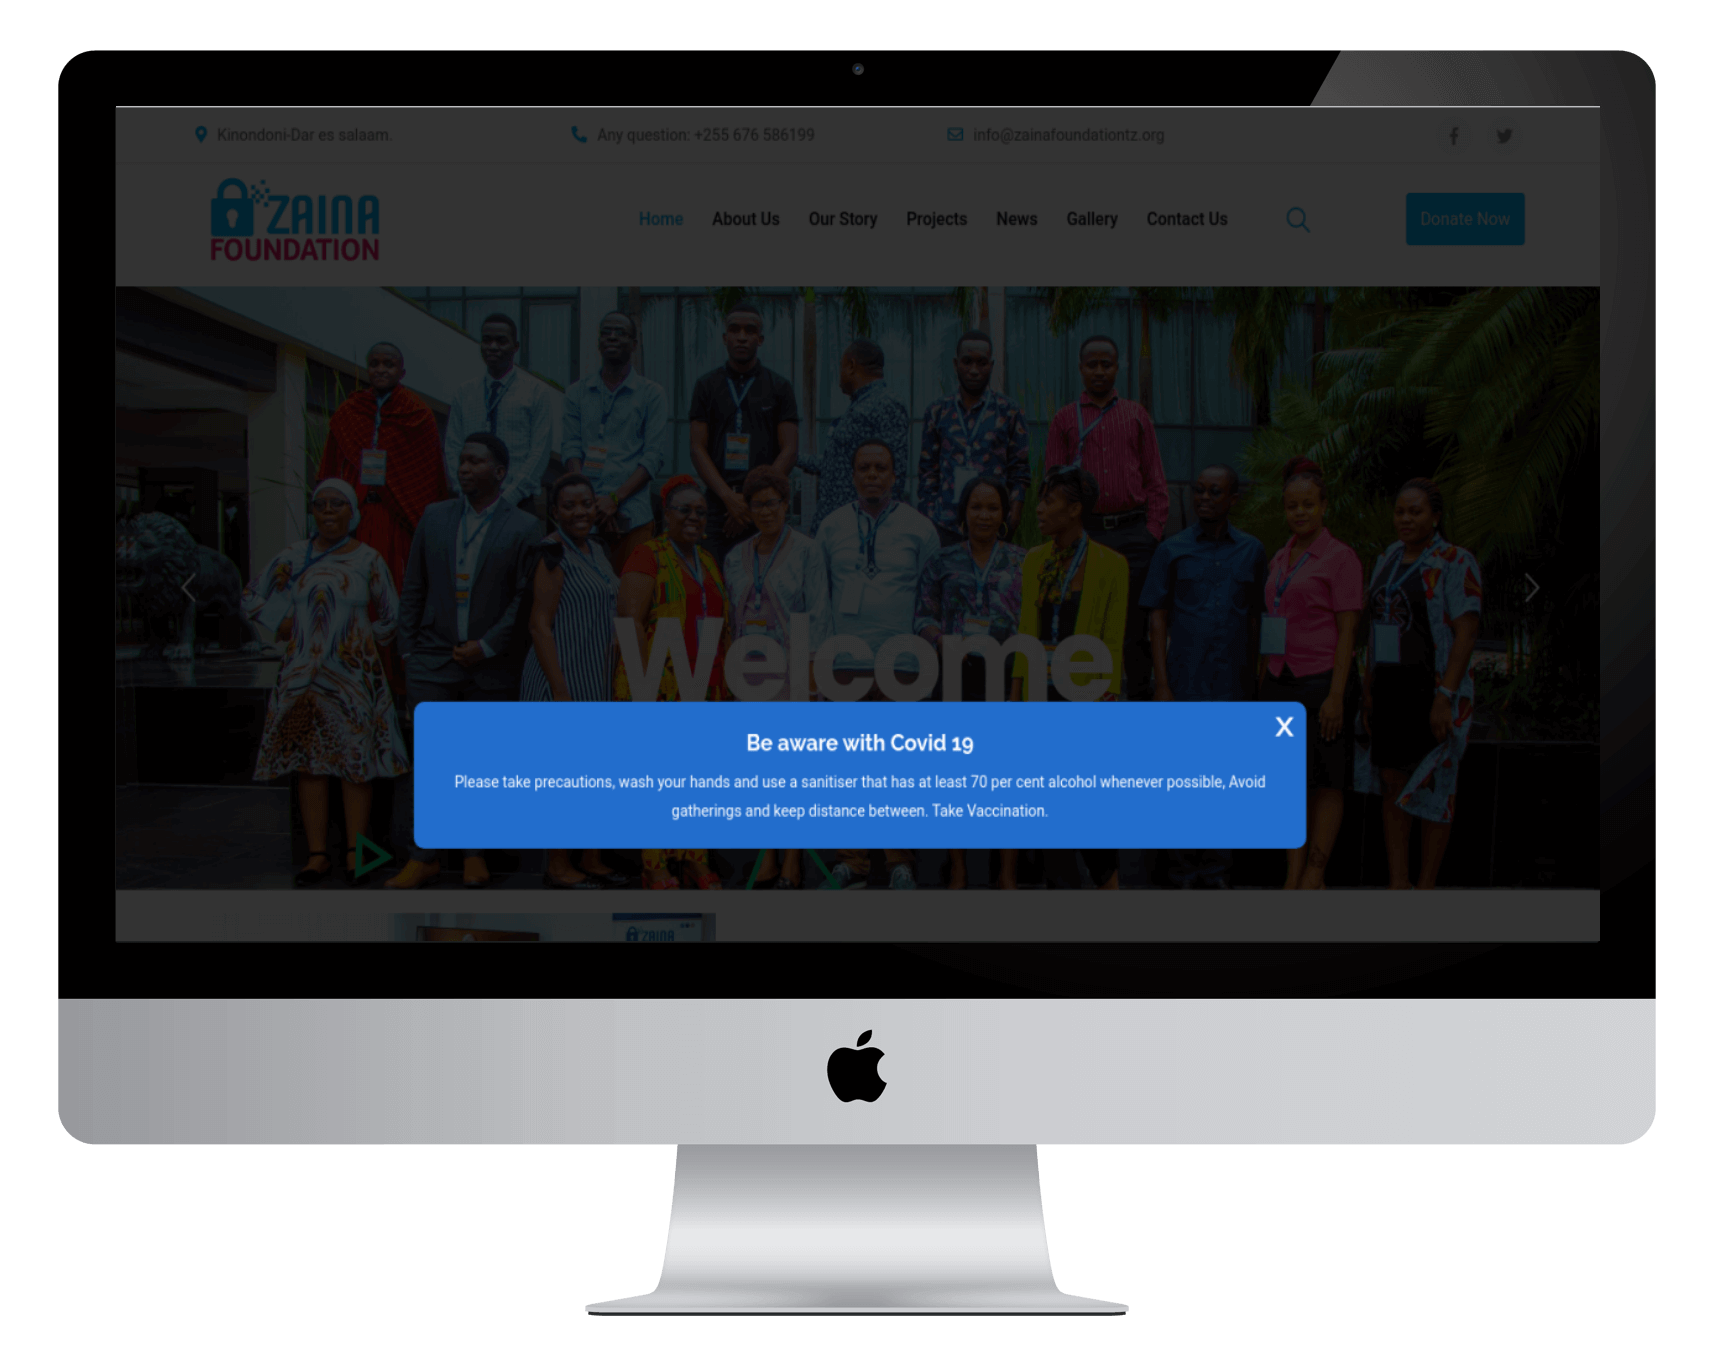 Kinondoni-Dar es salaam.
Any question: +255 676 586199
info@zainafoundationtz.org
ZAINA
FOUNDATION
Home
About Us
Our Story
Projects
News
Gallery
Contact Us
Donate Now
Welcome
X
Be aware with Covid 19
Please take precautions, wash your hands and use a sanitiser that has at least 70 per cent alcohol whenever possible, Avoid
gatherings and keep distance between. Take Vaccination.
ZAINA